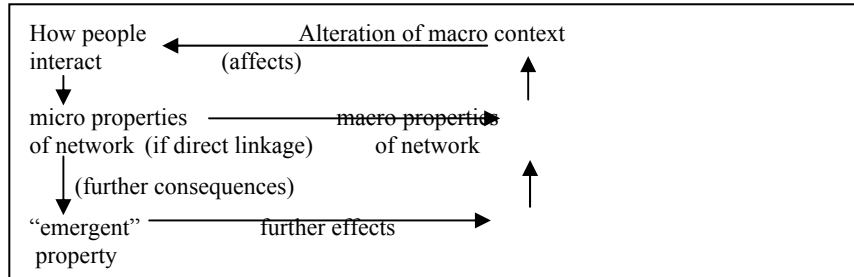 How people Alteration of macro context
interact (affects)
micro properties macro properties
of network (if direct linkage) of network
(further consequences)
“emergent” further effects
property